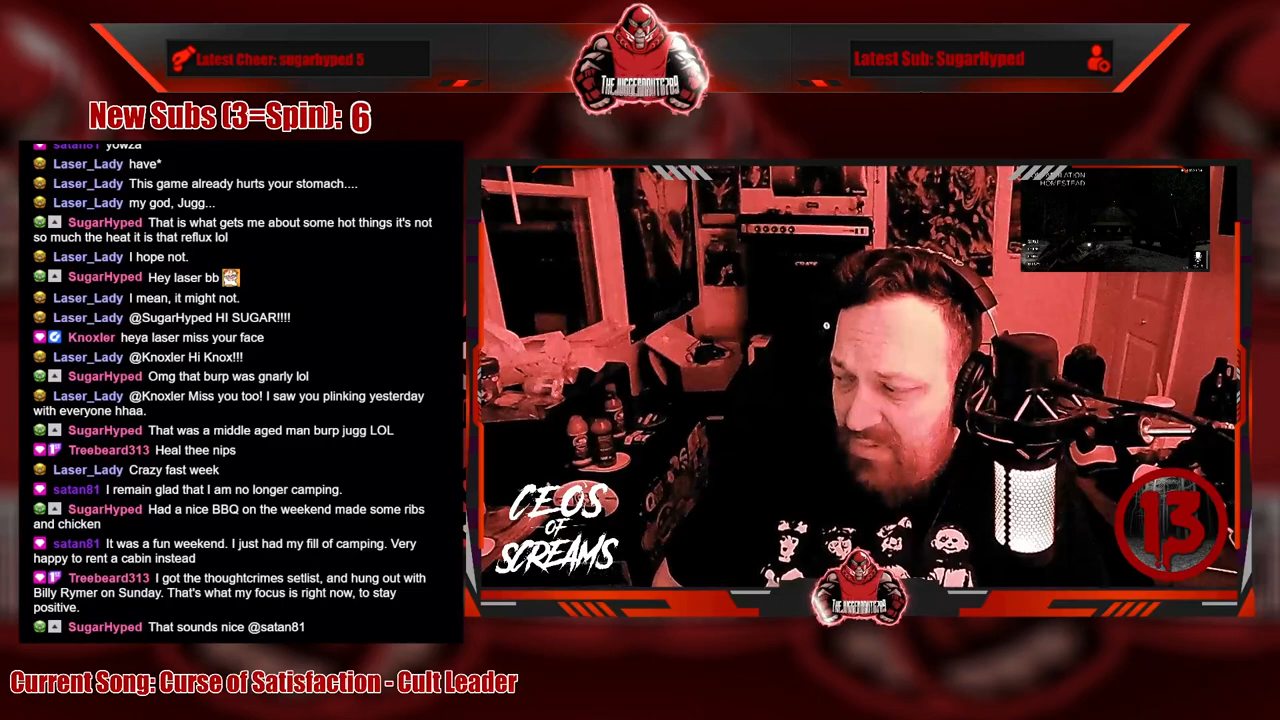 Latest Cheer: sugarhyped 5
THEJUGGERNAUT6789
Latest Sub: SugarHyped
New Subs (3=Spin): 6
satan81 yowza
Laser_Lady have*
Laser_Lady This game already hurts your stomach....
Laser_Lady my god, Jugg...
SugarHyped That is what gets me about some hot things it's not
so much the heat it is that reflux lol
Laser_Lady I hope not.
SugarHyped Hey laser bb
Laser_Lady I mean, it might not.
Laser_Lady @SugarHyped HI SUGAR!!!!
Knoxler heya laser miss your face
Laser_Lady @Knoxler Hi Knox!!!
SugarHyped Omg that burp was gnarly lol
Laser_Lady @Knoxler Miss you too! I saw you plinking yesterday
with everyone hhaa.
SugarHyped That was a middle aged man burp jugg LOL
Treebeard313 Heal thee nips
Laser_Lady Crazy fast week
satan81 I remain glad that I am no longer camping.
SugarHyped Had a nice BBQ on the weekend made some ribs
and chicken
satan81 It was a fun weekend. I just had my fill of camping. Very
happy to rent a cabin instead
Treebeard313 I got the thoughtcrimes setlist, and hung out with
Billy Rymer on Sunday. That's what my focus is right now, to stay
positive.
SugarHyped That sounds nice @satan81
HOMESTEAD
CEOS
OF
SCREAMS
13
THEJUGGERNAUT6789
Current Song: Curse of Satisfaction - Cult Leader